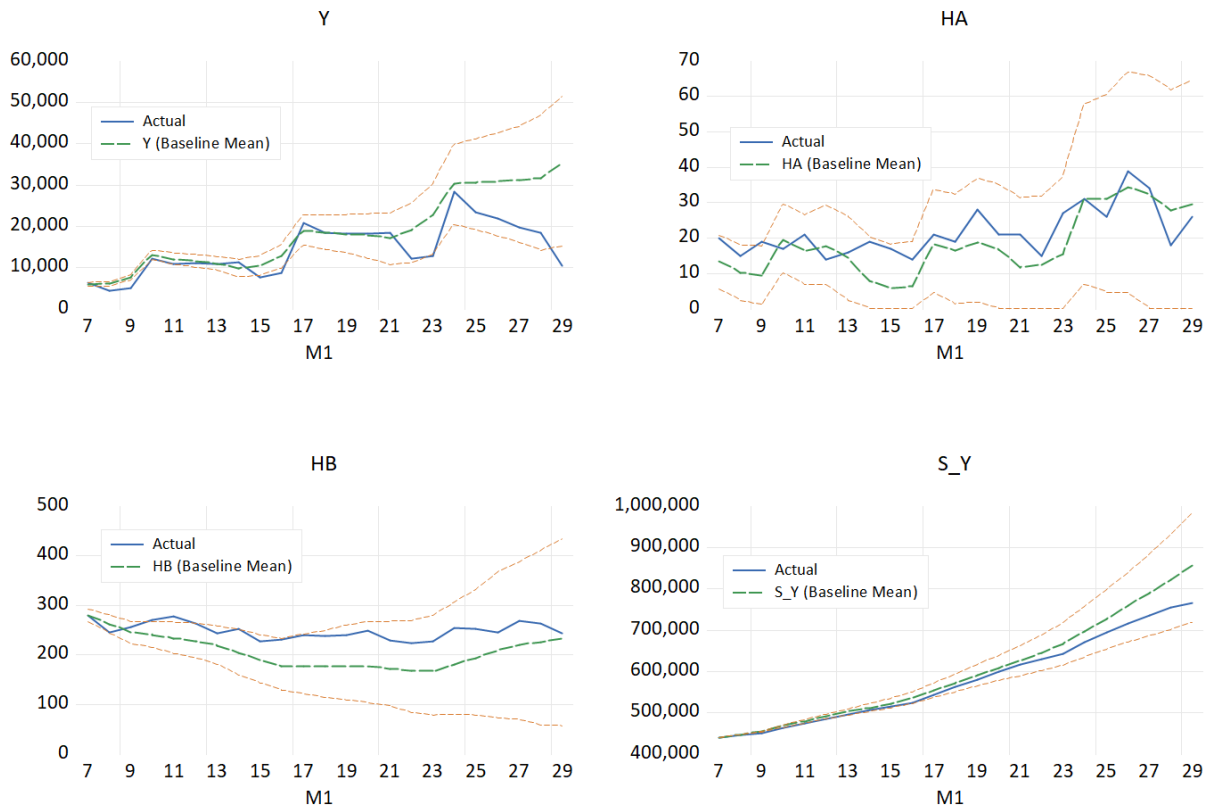 Y
60,000
50,000
40,000
30,000
20,000
10,000
0
Actual
Y (Baseline Mean)
7 9 11 13 15 17 19 21 23 25 27 29
M1
HA
70
60
50
40
30
20
10
0
Actual
HA (Baseline Mean)
7 9 11 13 15 17 19 21 23 25 27 29
M1
HB
500
400
300
200
100
0
Actual
HB (Baseline Mean)
7 9 11 13 15 17 19 21 23 25 27 29
M1
S_Y
1,000,000
900,000
800,000
700,000
600,000
500,000
400,000
Actual
S_Y (Baseline Mean)
7 9 11 13 15 17 19 21 23 25 27 29
M1